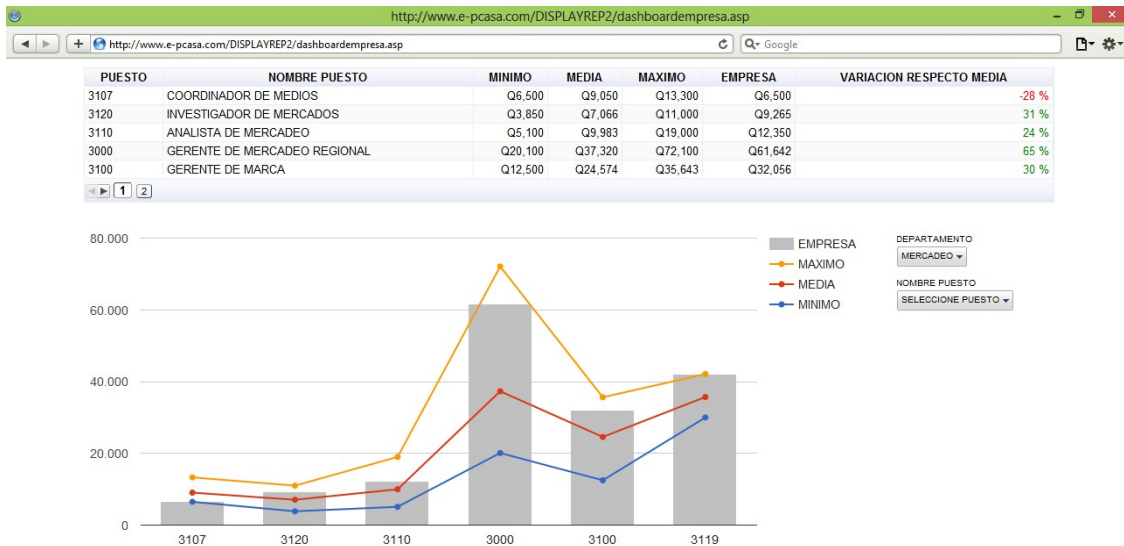 http://www.e-pcasa.com/DISPLAYREP2/dashboardempresa.asp
http://www.e-pcasa.com/DISPLAYREP2/dashboardempresa.asp Google
PUESTO NOMBRE PUESTO MINIMO MEDIA MAXIMO EMPRESA VARIACION RESPECTO MEDIA
3107 COORDINADOR DE MEDIOS Q6,500 Q9,050 Q13,300 Q6,500 -28 %
3120 INVESTIGADOR DE MERCADOS Q3,850 Q7,066 Q11,000 Q9,265 31 %
3110 ANALISTA DE MERCADEO Q5,100 Q9,983 Q19,000 Q12,350 24 %
3000 GERENTE DE MERCADEO REGIONAL Q20,100 Q37,320 Q72,100 Q61,642 65 %
3100 GERENTE DE MARCA Q12,500 Q24,574 Q35,643 Q32,056 30 %
1 2
80.000
60.000
40.000
20.000
0
3107 3120 3110 3000 3100 3119
EMPRESA
MAXIMO
MEDIA
MINIMO
DEPARTAMENTO
MERCADEO
NOMBRE PUESTO
SELECCIONE PUESTO